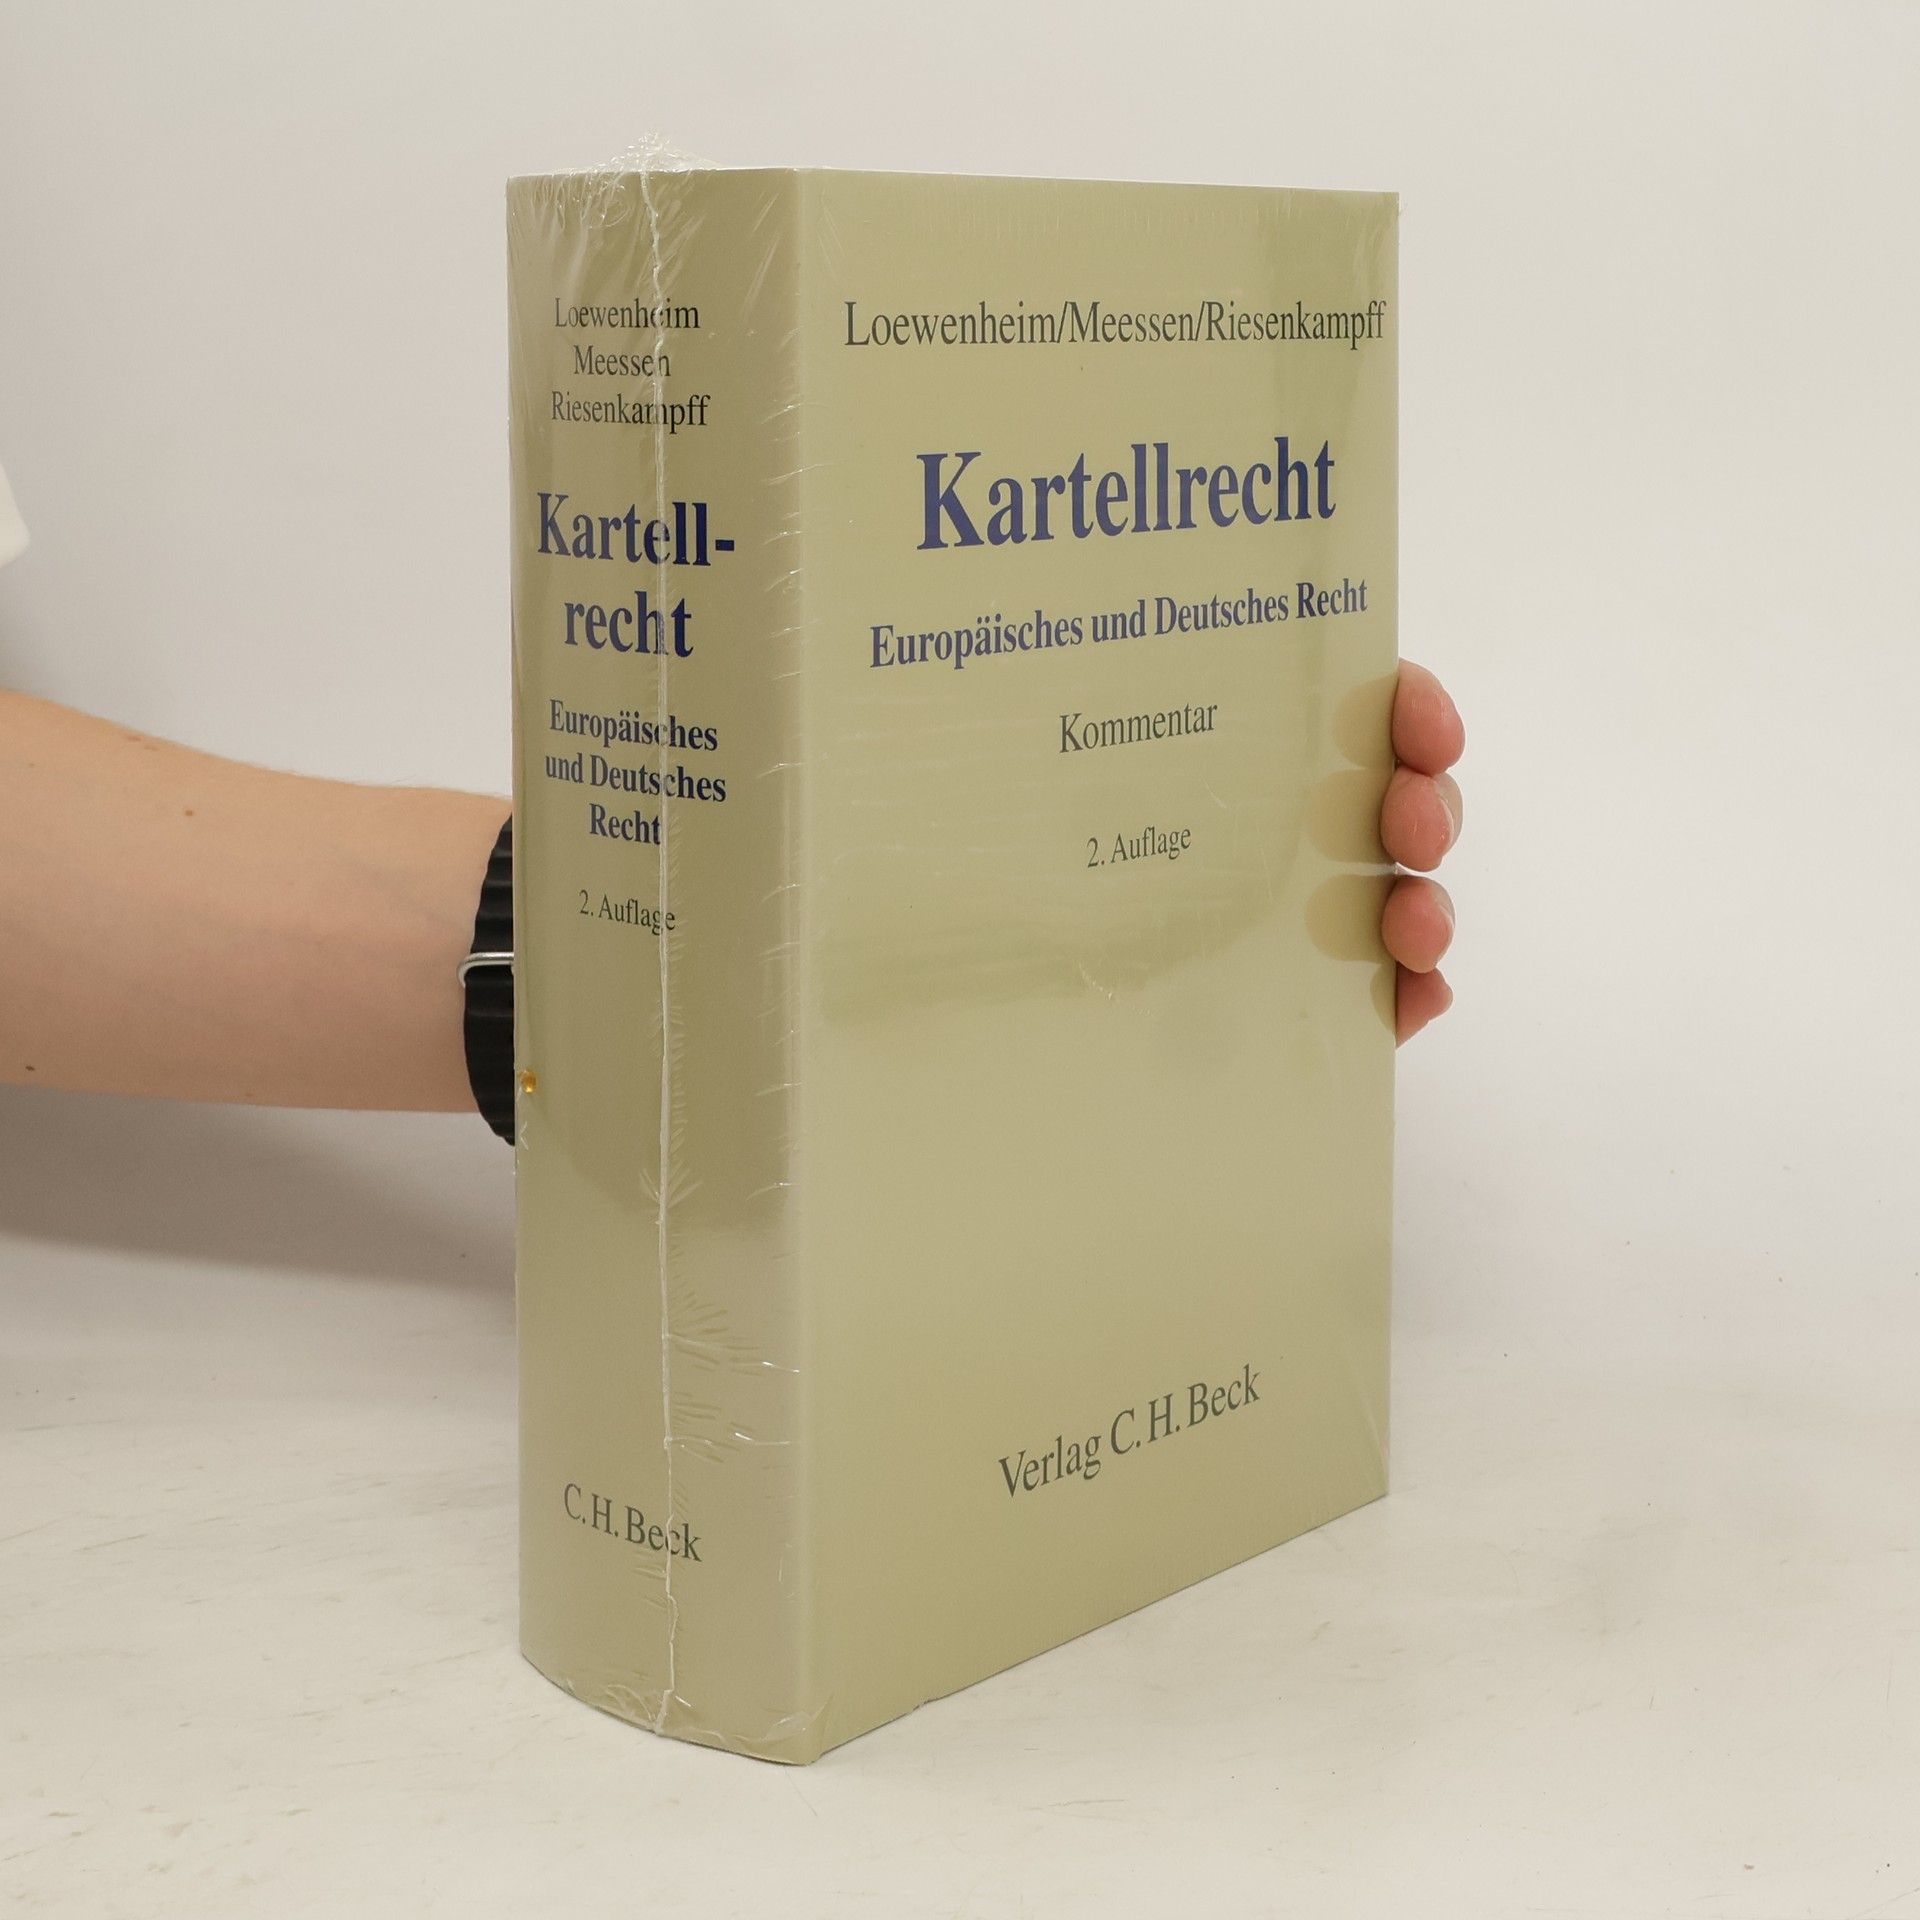 Loewenheim
Meessen
Riesenkampff
Kartell-
recht
Europäisches
und Deutsches
Recht
2. Auflage
C.H.Beck
Loewenheim/Meessen/Riesenkampff
Kartellrecht
Europäisches und Deutsches Recht
Kommentar
2. Auflage
Verlag C.H.Beck